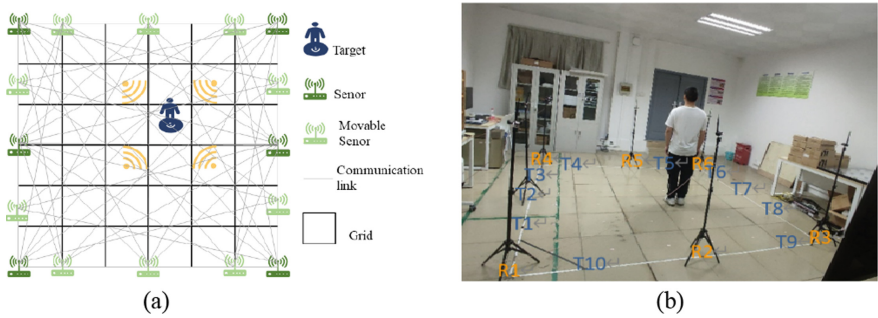 Target
Senor
Movable
Senor
Communication
link
Grid
(a)
R4
T4
R5
T5
R6
T3
T6
T2
T7
T1
T8
R2
T9
R3
R1
T10
(b)